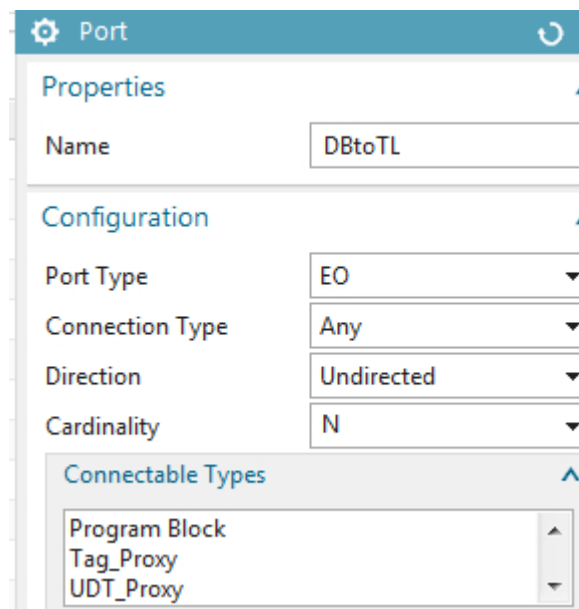 Port
Properties
Name DBtoTL
Configuration
Port Type EO
Connection Type Any
Direction Undirected
Cardinality N
Connectable Types
Program Block
Tag_Proxy
UDT_Proxy